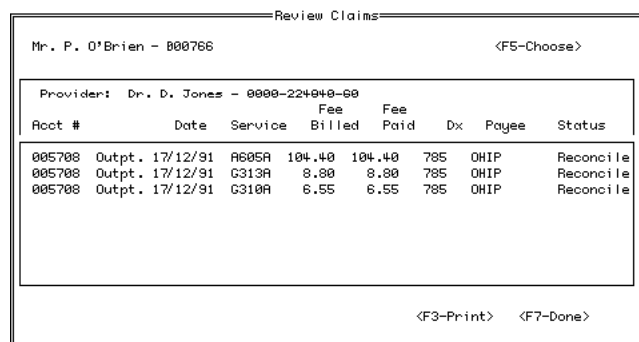 Review Claims
Mr. P. O'Brien - B00766 <F5-Choose>
Provider: Dr. D. Jones - 0000-224040-60
Fee Fee
Acct # Date Service Billed Paid Dx Payee Status
005708 Outpt. 17/12/91 A605A 104.40 104.40 785 OHIP Reconcile
005708 Outpt. 17/12/91 G313A 8.80 8.80 785 OHIP Reconcile
005708 Outpt. 17/12/91 G310A 6.55 6.55 785 OHIP Reconcile
<F3-Print> <F7-Done>